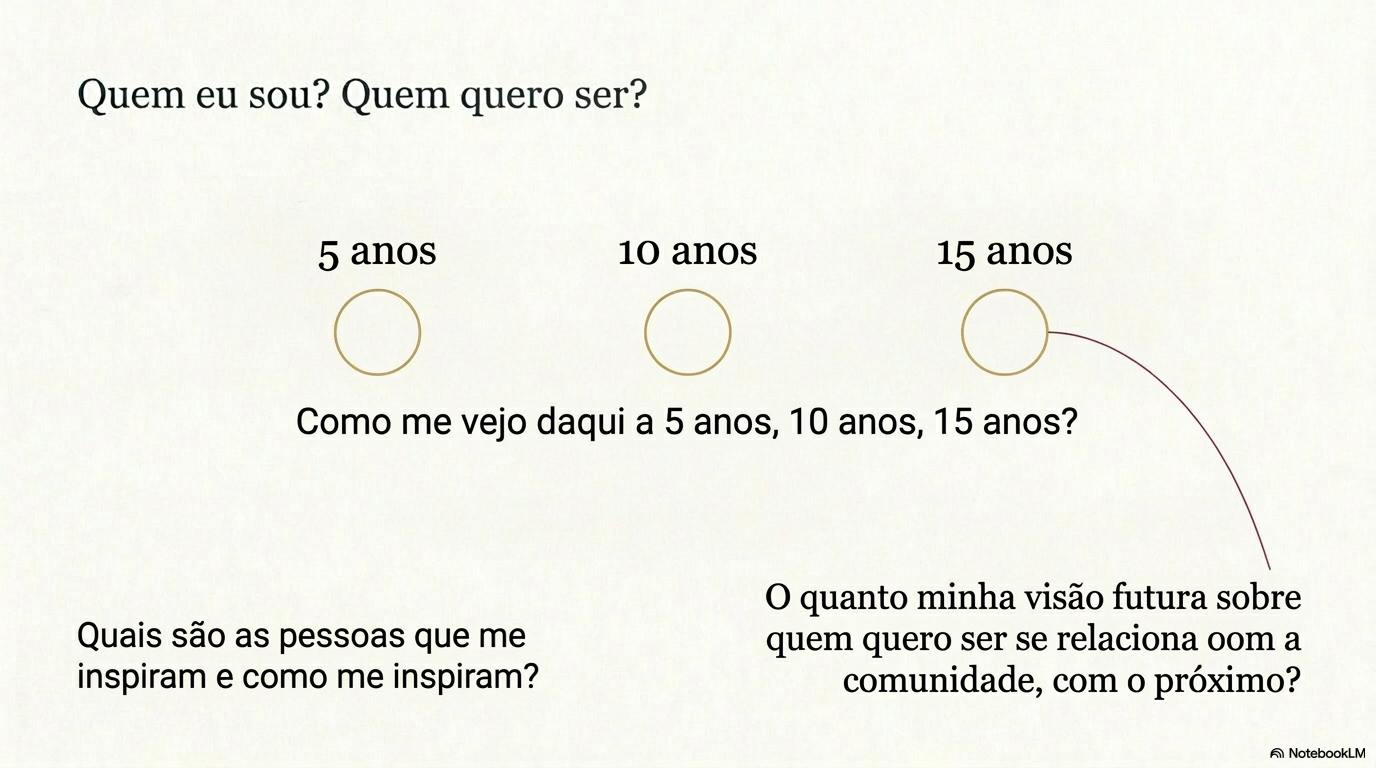 Quem eu sou? Quem quero ser?
5 anos
10 anos
15 anos
Como me vejo daqui a 5 anos, 10 anos, 15 anos?
Quais são as pessoas que me
inspiram e como me inspiram?
O quanto minha visão futura sobre
quem quero ser se relaciona oom a
comunidade, com o próximo?
NotebookLM